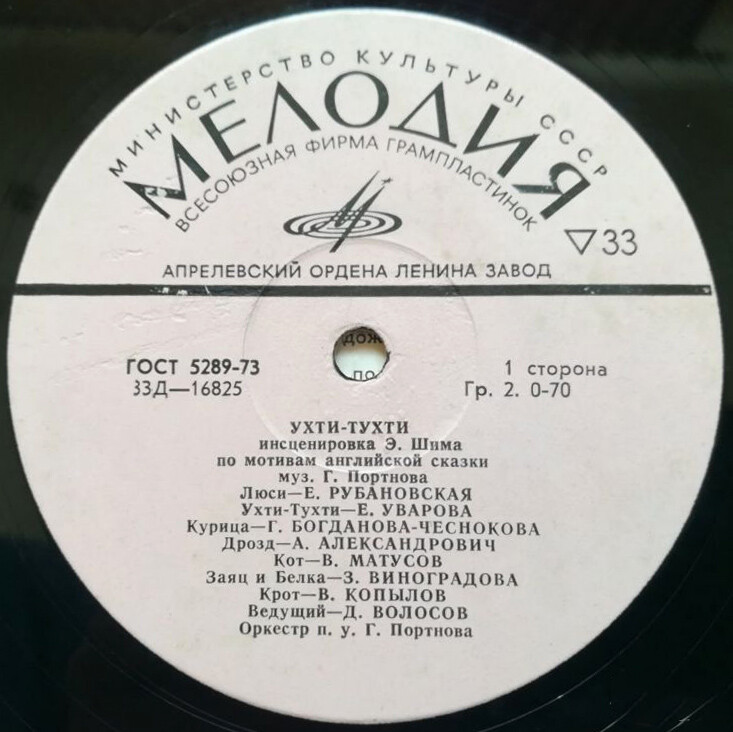 МИНИСТЕРСТВО КУЛЬТУРЫ СССР
МЕЛОДИЯ
ВСЕСОЮЗНАЯ ФИРМА ГРАМПЛАСТИНОК
33
АПРЕЛЕВСКИЙ ОРДЕНА ЛЕНИНА ЗАВОД
ГОСТ 5289-73
33Д—16825
1 сторона
Гр. 2. 0-70
УХТИ-ТУХТИ
инсценировка Э. Шима
по мотивам английской сказки
муз. Г. Портнова
Люси—Е. РУБАНОВСКАЯ
Ухти-Тухти—Е. УВАРОВА
Курица—Г. БОГДАНОВА-ЧЕСНОКОВА
Дрозд—А. АЛЕКСАНДРОВИЧ
Кот—В. МАТУСОВ
Заяц и Белка—З. ВИНОГРАДОВА
Крот—В. КОПЫЛОВ
Ведущий—Д. ВОЛОСОВ
Оркестр п. у. Г. Портнова